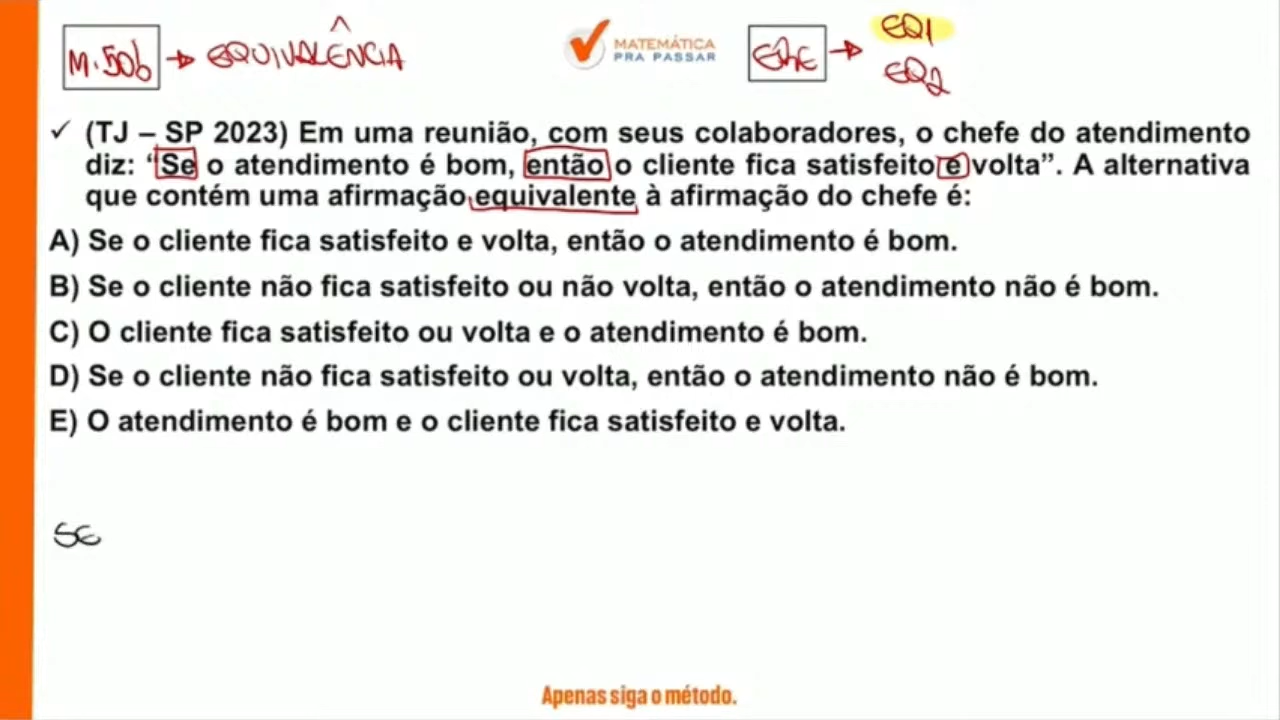 M.50b → EQUIVALÊNCIA
MATEMÁTICA
PRA PASSAR
EQ1
EQ2
✓ (TJ – SP 2023) Em uma reunião, com seus colaboradores, o chefe do atendimento
diz: “Se o atendimento é bom, então o cliente fica satisfeito e volta”. A alternativa
que contém uma afirmação equivalente à afirmação do chefe é:
A) Se o cliente fica satisfeito e volta, então o atendimento é bom.
B) Se o cliente não fica satisfeito ou não volta, então o atendimento não é bom.
C) O cliente fica satisfeito ou volta e o atendimento é bom.
D) Se o cliente não fica satisfeito ou volta, então o atendimento não é bom.
E) O atendimento é bom e o cliente fica satisfeito e volta.
SE
Apenas siga o método.